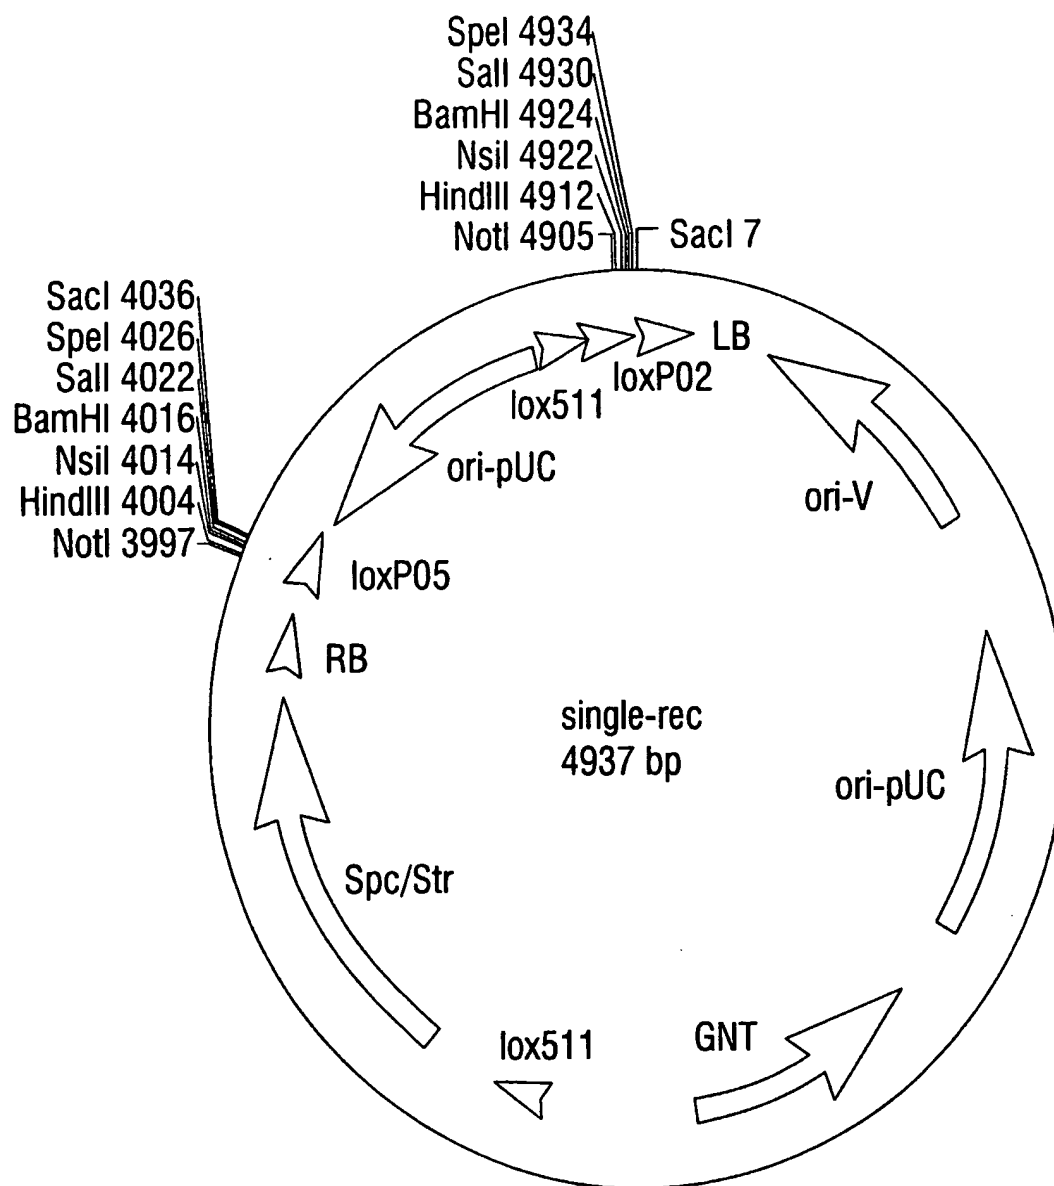 SpeI 4934
SalI 4930
BamHI 4924
NsiI 4922
HindIII 4912
NotI 4905
SacI 7
SacI 4036
SpeI 4026
SalI 4022
BamHI 4016
NsiI 4014
HindIII 4004
NotI 3997
LB
loxP02
lox511
ori-pUC
ori-V
loxP05
RB
single-rec
4937 bp
ori-pUC
Spc/Str
lox511
GNT